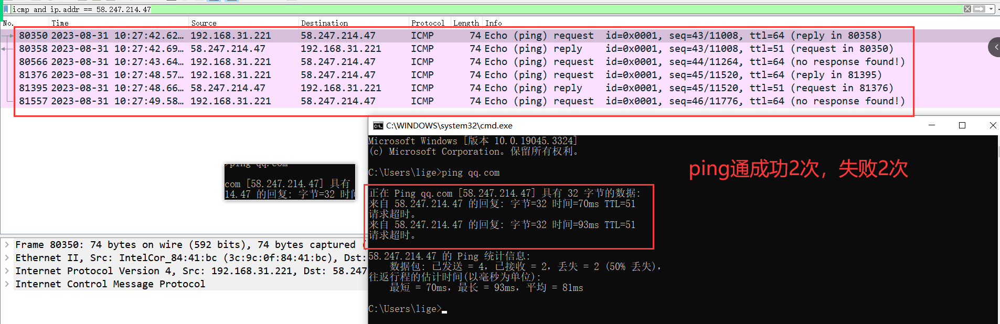 icmp and ip.addr == 58.247.214.47
No. Time Source Destination Protocol Length Info
80350 2023-08-31 10:27:42.62… 192.168.31.221 58.247.214.47 ICMP 74 Echo (ping) request id=0x0001, seq=43/11008, ttl=64 (reply in 80358)
80358 2023-08-31 10:27:42.69… 58.247.214.47 192.168.31.221 ICMP 74 Echo (ping) reply id=0x0001, seq=43/11008, ttl=51 (request in 80350)
80566 2023-08-31 10:27:43.64… 192.168.31.221 58.247.214.47 ICMP 74 Echo (ping) request id=0x0001, seq=44/11264, ttl=64 (no response found!)
81376 2023-08-31 10:27:48.57… 192.168.31.221 58.247.214.47 ICMP 74 Echo (ping) request id=0x0001, seq=45/11520, ttl=64 (reply in 81395)
81395 2023-08-31 10:27:48.66… 58.247.214.47 192.168.31.221 ICMP 74 Echo (ping) reply id=0x0001, seq=45/11520, ttl=51 (request in 81376)
81557 2023-08-31 10:27:49.58… 192.168.31.221 58.247.214.47 ICMP 74 Echo (ping) request id=0x0001, seq=46/11776, ttl=64 (no response found!)
C:\WINDOWS\system32\cmd.exe
Microsoft Windows [版本 10.0.19045.3324]
(c) Microsoft Corporation。保留所有权利。
C:\Users\lige>ping qq.com
ping通成功2次，失败2次
正在 Ping qq.com [58.247.214.47] 具有 32 字节的数据:
来自 58.247.214.47 的回复: 字节=32 时间=70ms TTL=51
请求超时。
来自 58.247.214.47 的回复: 字节=32 时间=93ms TTL=51
请求超时。
58.247.214.47 的 Ping 统计信息:
数据包: 已发送 = 4，已接收 = 2，丢失 = 2 (50% 丢失)，
往返行程的估计时间(以毫秒为单位):
最短 = 70ms，最长 = 93ms，平均 = 81ms
C:\Users\lige>
>ping qq.com
com [58.247.214.47] 具有
14.47 的回复: 字节=32 时间
Frame 80350: 74 bytes on wire (592 bits), 74 bytes captured (
Ethernet II, Src: IntelCor_84:41:bc (3c:9c:0f:84:41:bc), Dst:
Internet Protocol Version 4, Src: 192.168.31.221, Dst: 58.247
Internet Control Message Protocol